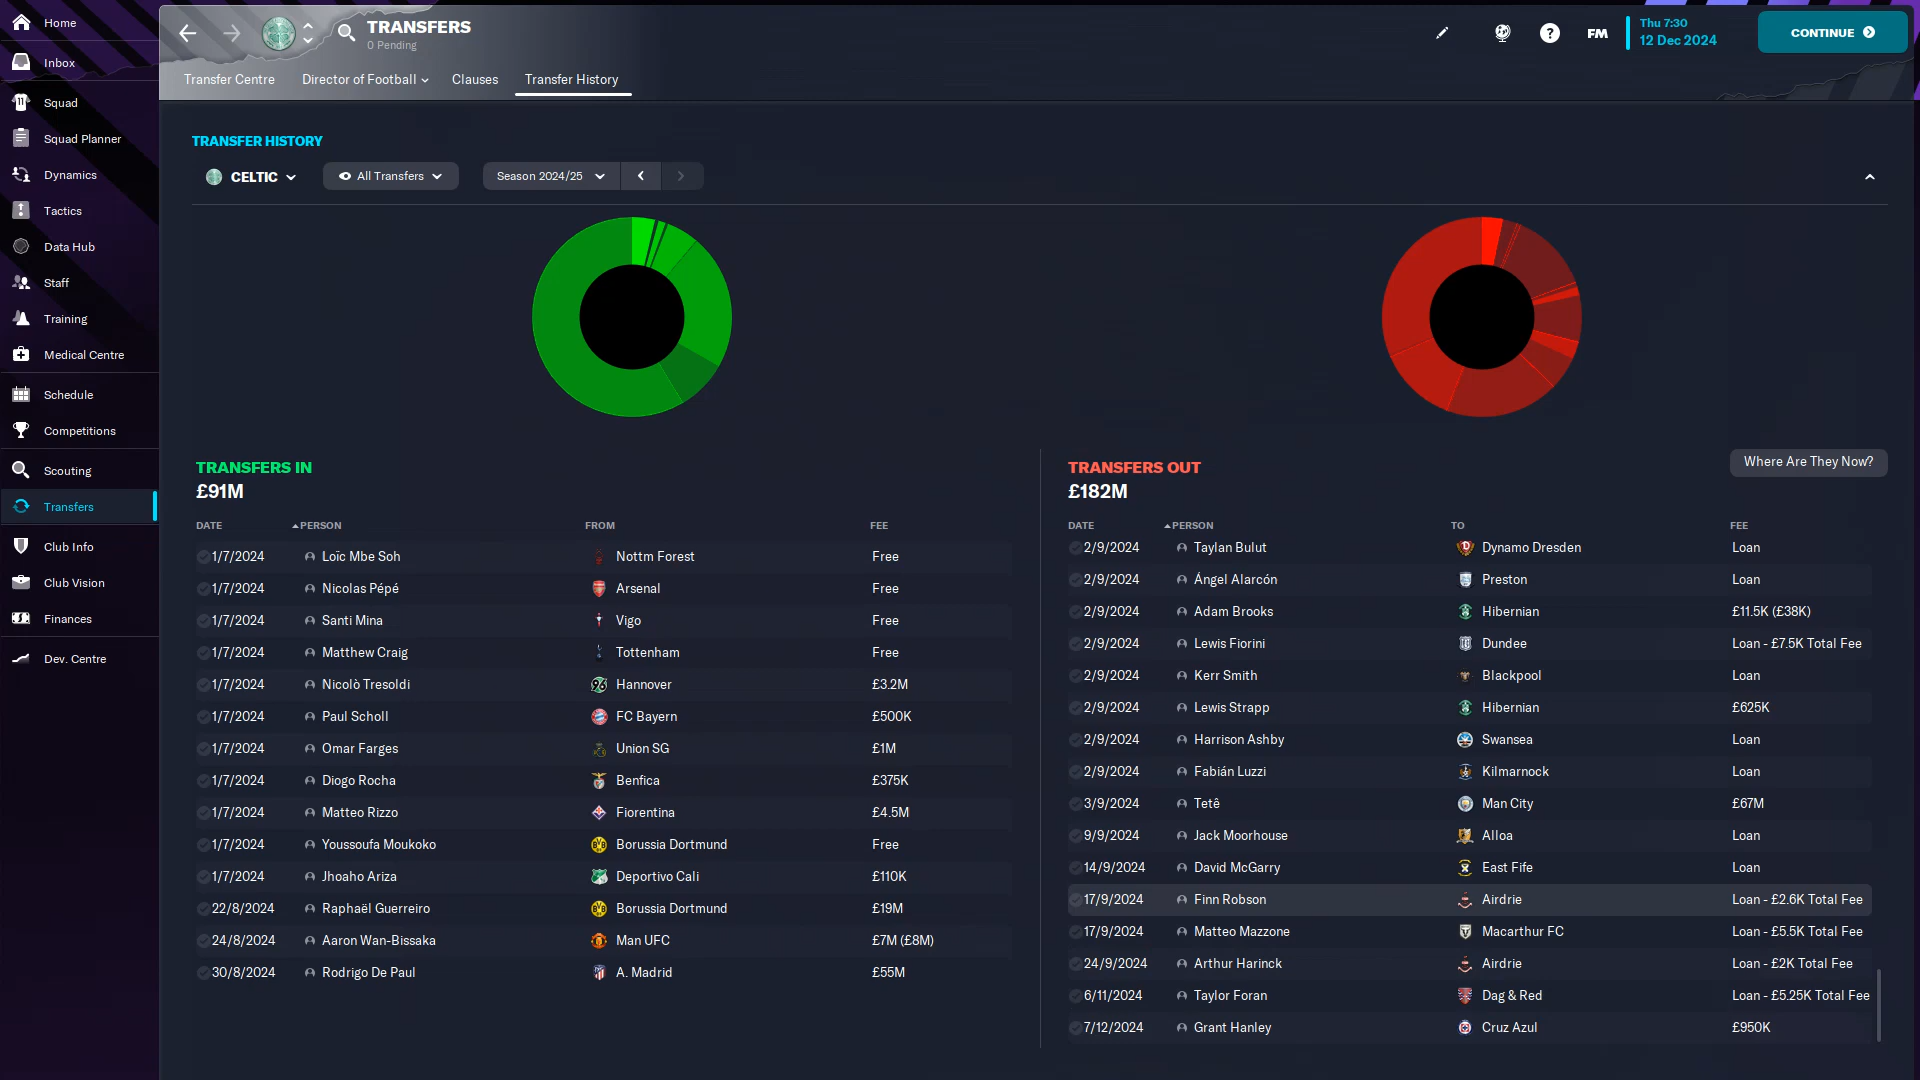 Home
Inbox
Squad
Squad Planner
Dynamics
Tactics
Data Hub
Staff
Training
Medical Centre
Schedule
Competitions
Scouting
Transfers
Club Info
Club Vision
Finances
Dev. Centre
TRANSFERS
0 Pending
FM
Thu 7:30
12 Dec 2024
CONTINUE
Transfer Centre Director of Football Clauses Transfer History
TRANSFER HISTORY
CELTIC All Transfers Season 2024/25
TRANSFERS IN
£91M
DATE PERSON FROM FEE
1/7/2024 Loïc Mbe Soh Nottm Forest Free
1/7/2024 Nicolas Pépé Arsenal Free
1/7/2024 Santi Mina Vigo Free
1/7/2024 Matthew Craig Tottenham Free
1/7/2024 Nicolò Tresoldi Hannover £3.2M
1/7/2024 Paul Scholl FC Bayern £500K
1/7/2024 Omar Farges Union SG £1M
1/7/2024 Diogo Rocha Benfica £375K
1/7/2024 Matteo Rizzo Fiorentina £4.5M
1/7/2024 Youssoufa Moukoko Borussia Dortmund Free
1/7/2024 Jhoaho Ariza Deportivo Cali £110K
22/8/2024 Raphaël Guerreiro Borussia Dortmund £19M
24/8/2024 Aaron Wan-Bissaka Man UFC £7M (£8M)
30/8/2024 Rodrigo De Paul A. Madrid £55M
TRANSFERS OUT
£182M
Where Are They Now?
DATE PERSON TO FEE
2/9/2024 Taylan Bulut Dynamo Dresden Loan
2/9/2024 Ángel Alarcón Preston Loan
2/9/2024 Adam Brooks Hibernian £11.5K (£38K)
2/9/2024 Lewis Fiorini Dundee Loan - £7.5K Total Fee
2/9/2024 Kerr Smith Blackpool Loan
2/9/2024 Lewis Strapp Hibernian £625K
2/9/2024 Harrison Ashby Swansea Loan
2/9/2024 Fabián Luzzi Kilmarnock Loan
3/9/2024 Tetê Man City £67M
9/9/2024 Jack Moorhouse Alloa Loan
14/9/2024 David McGarry East Fife Loan
17/9/2024 Finn Robson Airdrie Loan - £2.6K Total Fee
17/9/2024 Matteo Mazzone Macarthur FC Loan - £5.5K Total Fee
24/9/2024 Arthur Harinck Airdrie Loan - £2K Total Fee
6/11/2024 Taylor Foran Dag & Red Loan - £5.25K Total Fee
7/12/2024 Grant Hanley Cruz Azul £950K